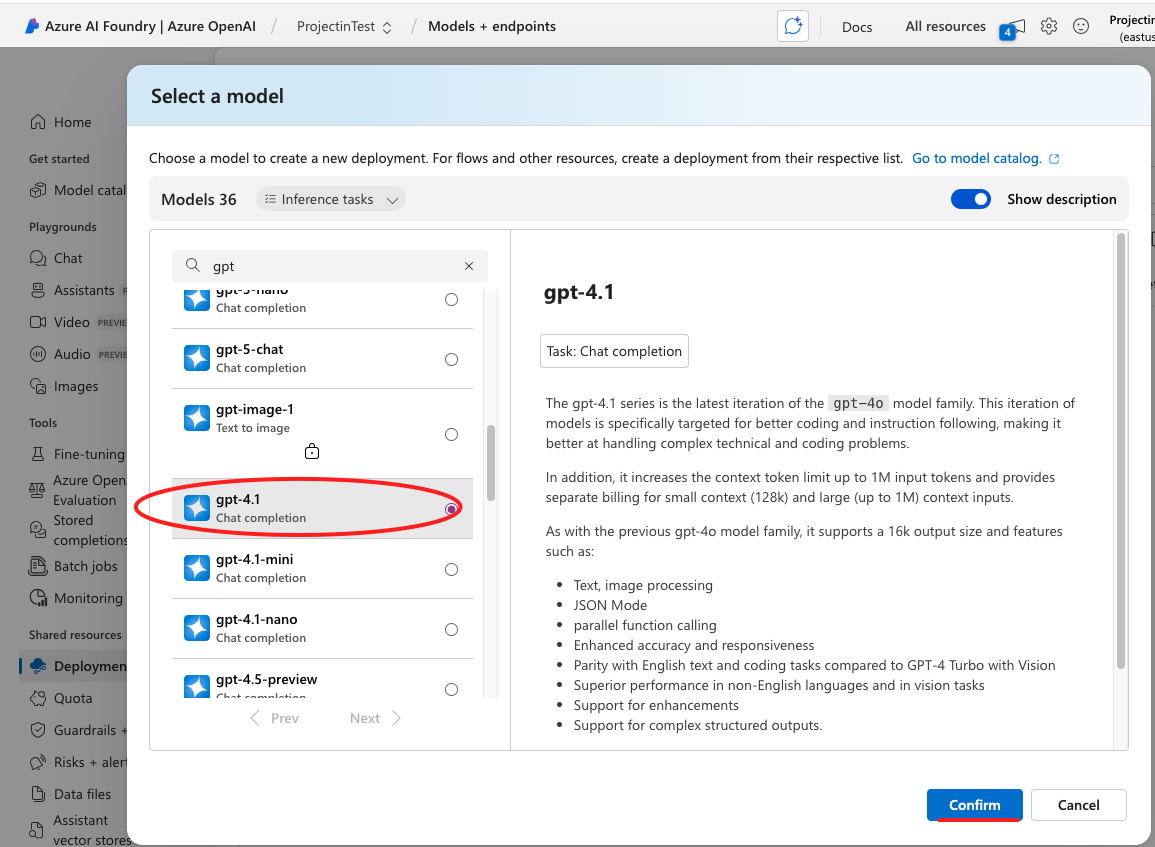 Azure AI Foundry | Azure OpenAI / ProjectinTest / Models + endpoints
Docs
All resources
4
Projectin
(eastus
Home
Get started
Model catal
Playgrounds
Chat
Assistants
Video PREVIE
Audio PREVIE
Images
Tools
Fine-tuning
Azure Open
Evaluation
Stored
completions
Batch jobs
Monitoring
Shared resources
Deploymen
Quota
Guardrails +
Risks + alert
Data files
Assistant
vector stores
Select a model
Choose a model to create a new deployment. For flows and other resources, create a deployment from their respective list. Go to model catalog.
Models 36
Inference tasks
Show description
gpt
gpt-5-nano
Chat completion
gpt-5-chat
Chat completion
gpt-image-1
Text to image
gpt-4.1
Chat completion
gpt-4.1-mini
Chat completion
gpt-4.1-nano
Chat completion
gpt-4.5-preview
Chat completion
Prev
Next
gpt-4.1
Task: Chat completion
The gpt-4.1 series is the latest iteration of the gpt-4o model family. This iteration of
models is specifically targeted for better coding and instruction following, making it
better at handling complex technical and coding problems.
In addition, it increases the context token limit up to 1M input tokens and provides
separate billing for small context (128k) and large (up to 1M) context inputs.
As with the previous gpt-4o model family, it supports a 16k output size and features
such as:
• Text, image processing
• JSON Mode
• parallel function calling
• Enhanced accuracy and responsiveness
• Parity with English text and coding tasks compared to GPT-4 Turbo with Vision
• Superior performance in non-English languages and in vision tasks
• Support for enhancements
• Support for complex structured outputs.
Confirm
Cancel